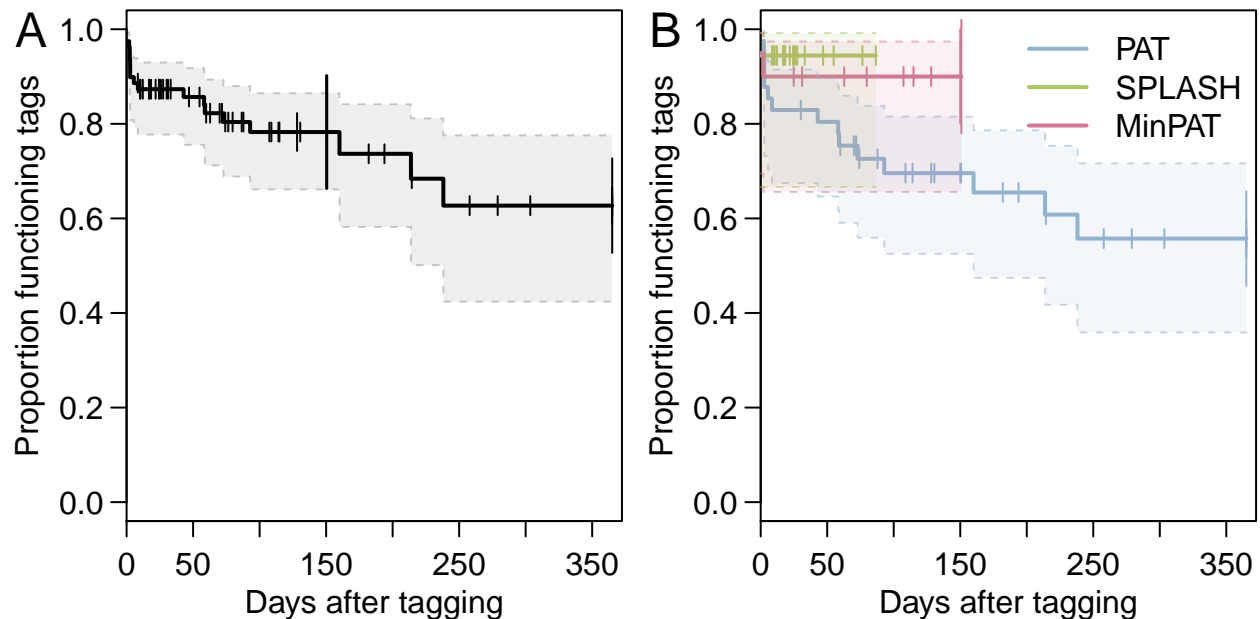 A
Proportion functioning tags
1.0
0.8
0.6
0.4
0.2
0.0
0 50 150 250 350
Days after tagging
B
Proportion functioning tags
1.0
0.8
0.6
0.4
0.2
0.0
PAT
SPLASH
MinPAT
0 50 150 250 350
Days after tagging